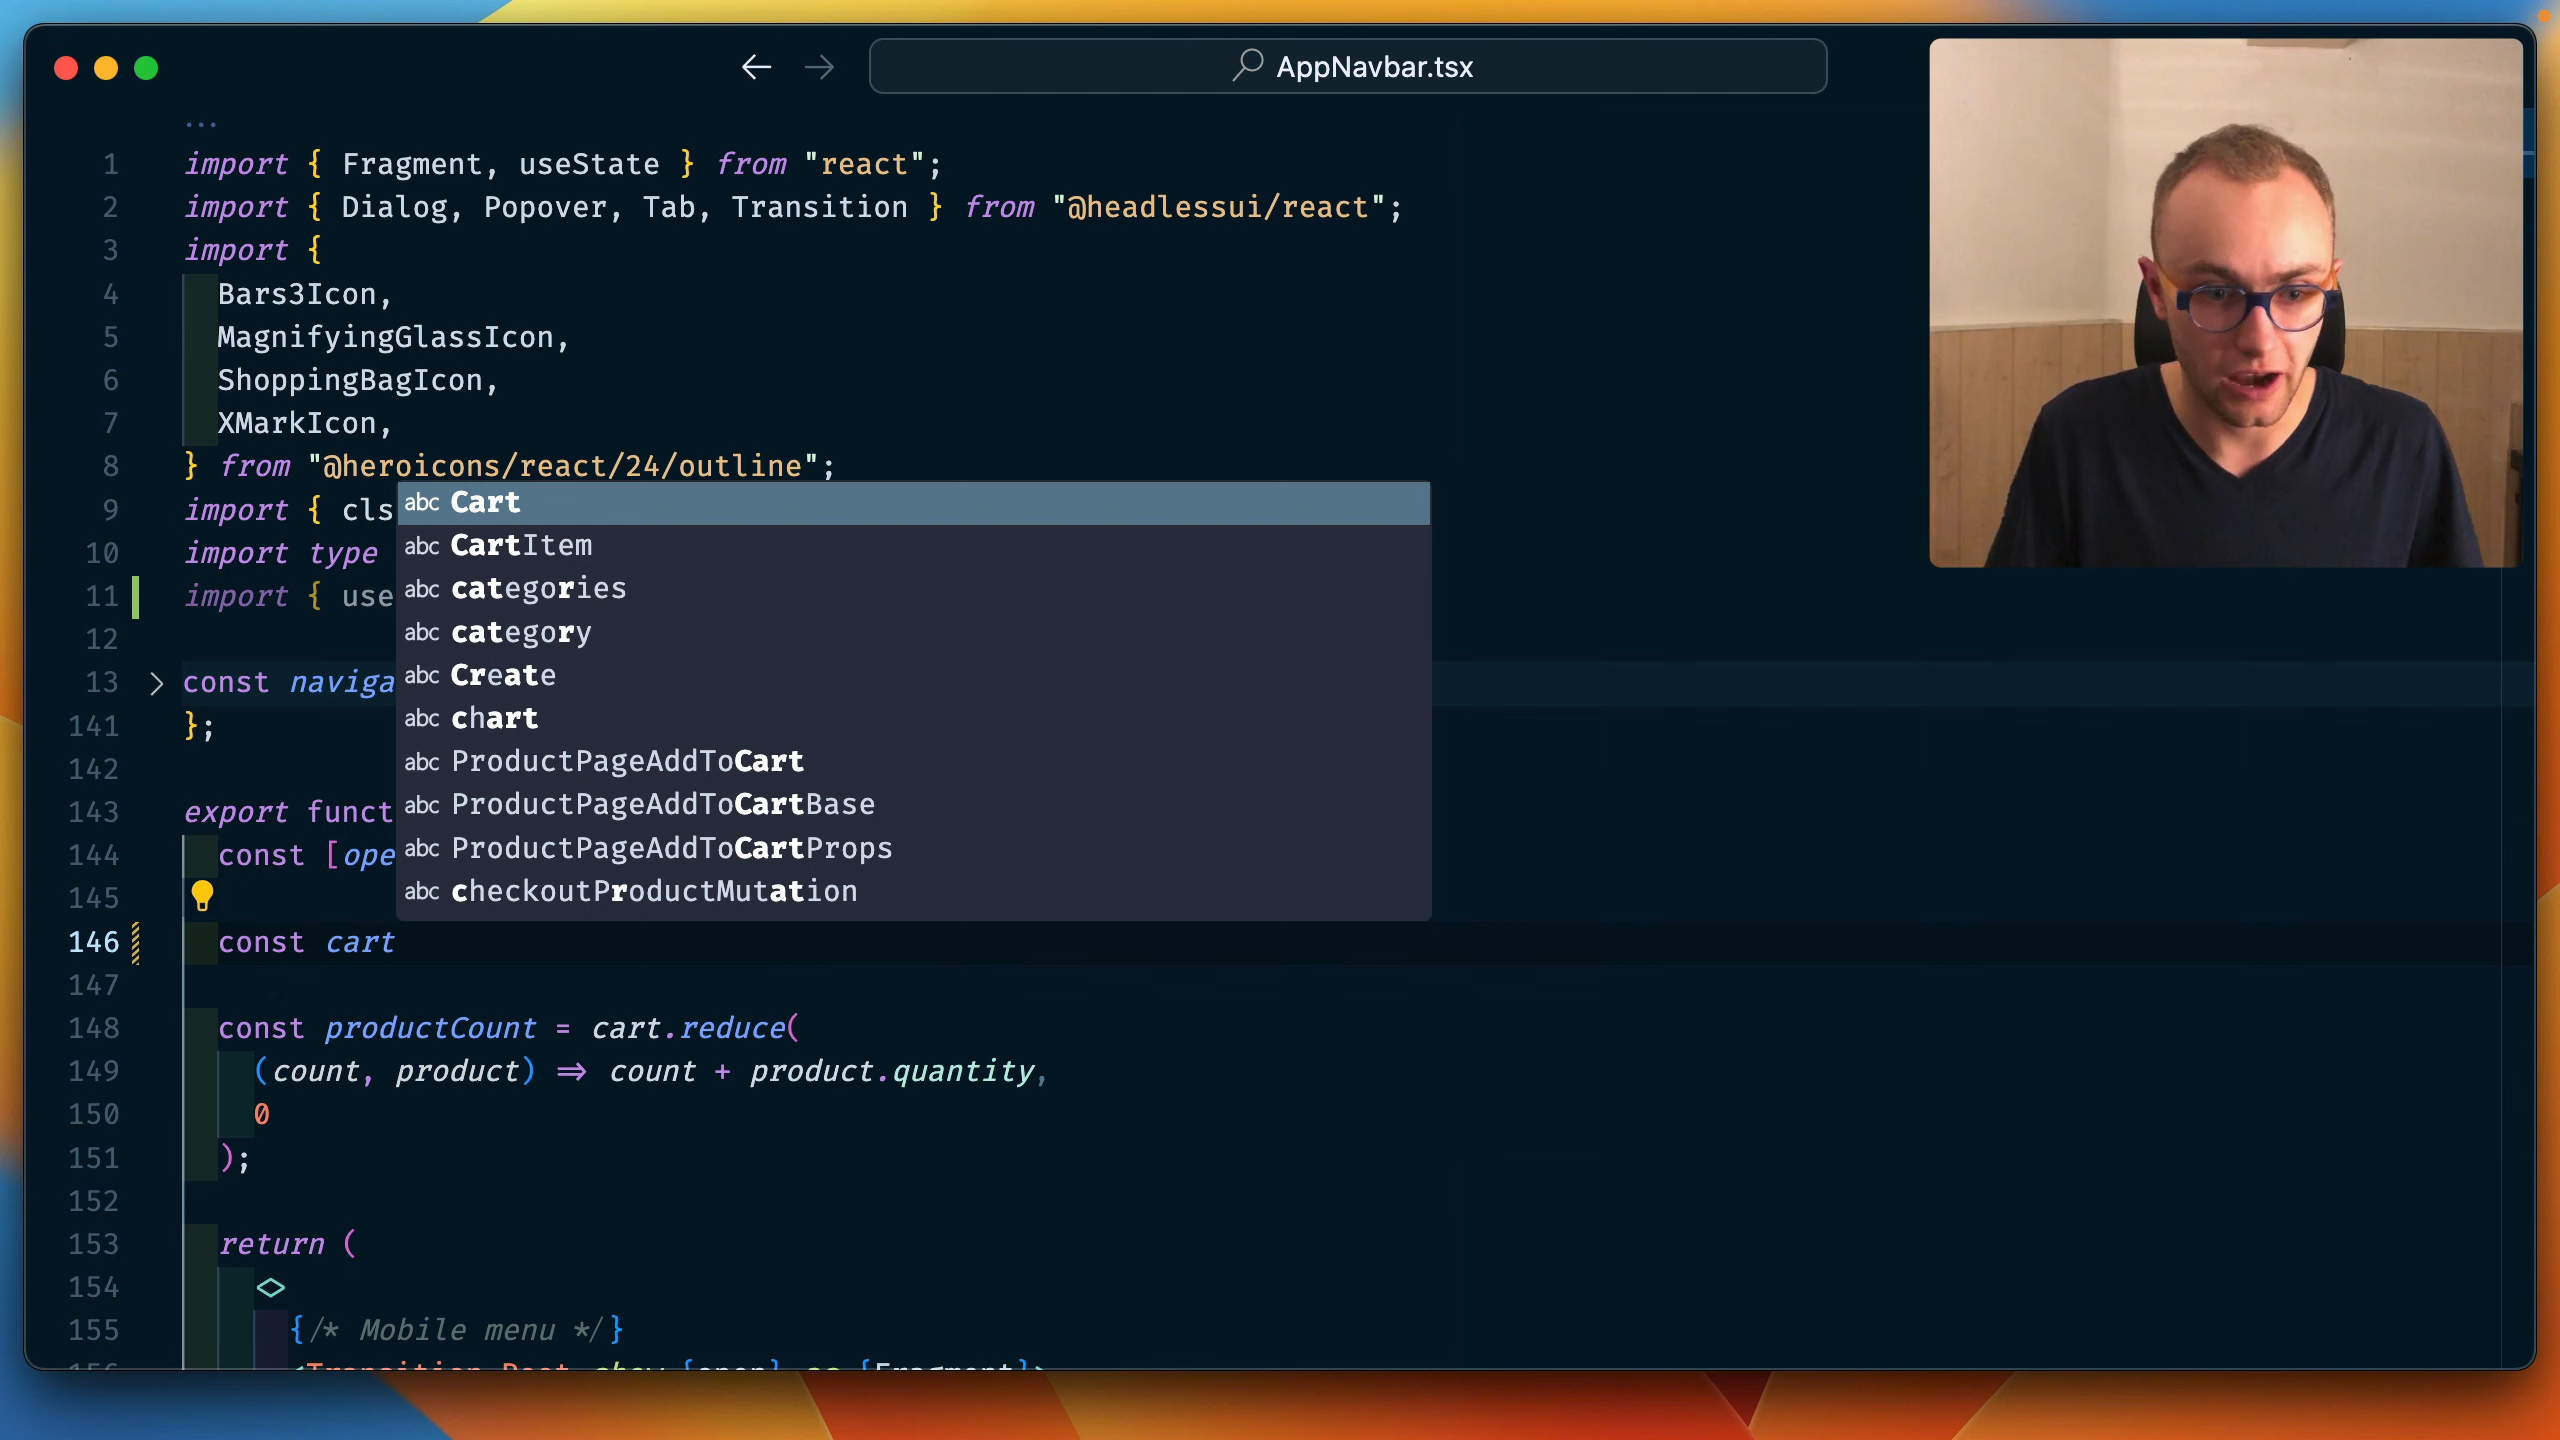 AppNavbar.tsx
...
1 import { Fragment, useState } from "react";
2 import { Dialog, Popover, Tab, Transition } from "@headlessui/react";
3 import {
4 Bars3Icon,
5 MagnifyingGlassIcon,
6 ShoppingBagIcon,
7 XMarkIcon,
8 } from "@heroicons/react/24/outline";
9 import { cls
10 import type
11 import { use
12
13 const naviga
141 };
142
143 export funct
144 const [ope
145
146 const cart
abc Cart
abc CartItem
abc categories
abc category
abc Create
abc chart
abc ProductPageAddToCart
abc ProductPageAddToCartBase
abc ProductPageAddToCartProps
abc checkoutProductMutation
147
148 const productCount = cart.reduce(
149 (count, product) => count + product.quantity,
150 0
151 );
152
153 return (
154 <>
155 {/* Mobile menu */}